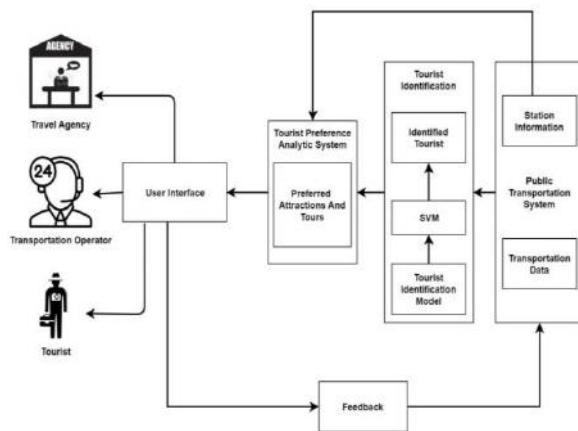 AGENCY
Travel Agency
24
Transportation Operator
Tourist
User Interface
Tourist Preference
Analytic System
Preferred
Attractions And
Tours
Tourist
Identification
Identified
Tourist
SVM
Tourist
Identification
Model
Station
Information
Public
Transportation
System
Transportation
Data
Feedback